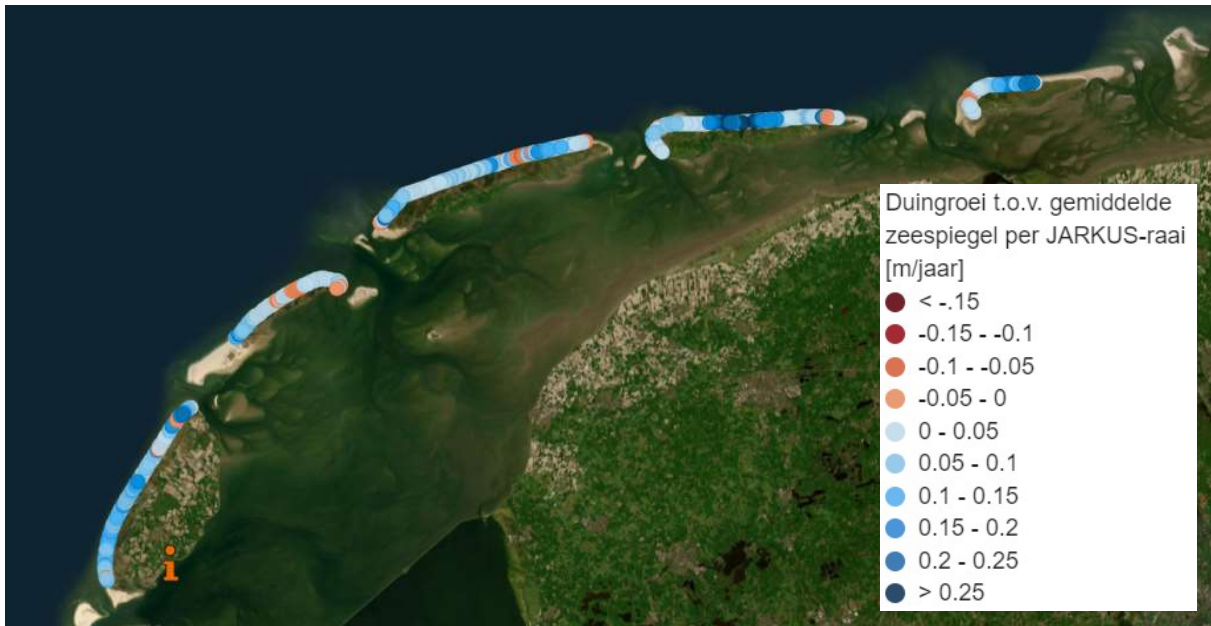 Duingroei t.o.v. gemiddelde
zeespiegel per JARKUS-raai
[m/jaar]
< -.15
-0.15 - -0.1
-0.1 - -0.05
-0.05 - 0
0 - 0.05
0.05 - 0.1
0.1 - 0.15
0.15 - 0.2
0.2 - 0.25
> 0.25
i